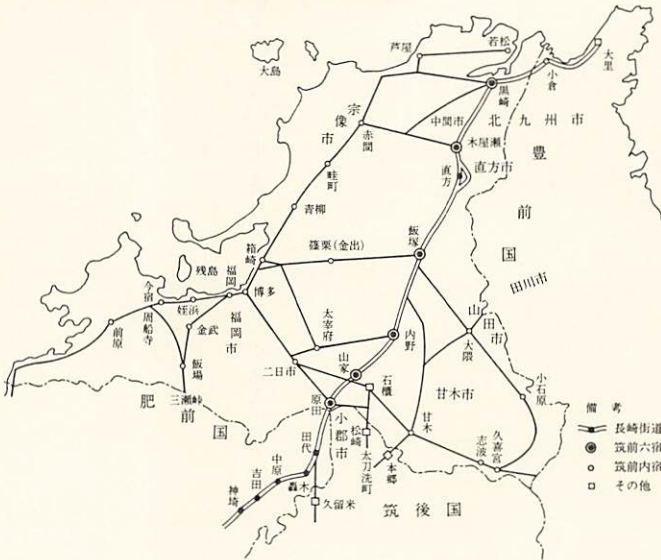 大島
芦屋
若松
大里
小倉
黒崎
北九州市
中間市
宗像市
赤間
木屋瀬
直方
直方市
豊前国
畦町
青柳
飯塚
篠栗(金出)
箱崎
田川市
残島
福岡
博多
今宿
姪浜
周船寺
金武
福岡市
前原
飯場
三瀬峠
太宰府
内野
山家
二日市
山田市
大隈
石櫃
甘木市
小石原
原田
肥前国
小郡市
松崎
甘木
志波
久喜宮
田代
太刀洗町
本郷
中原
轟木
吉田
神埼
久留米
筑後国
備考
長崎街道
筑前六宿
筑前内宿
その他